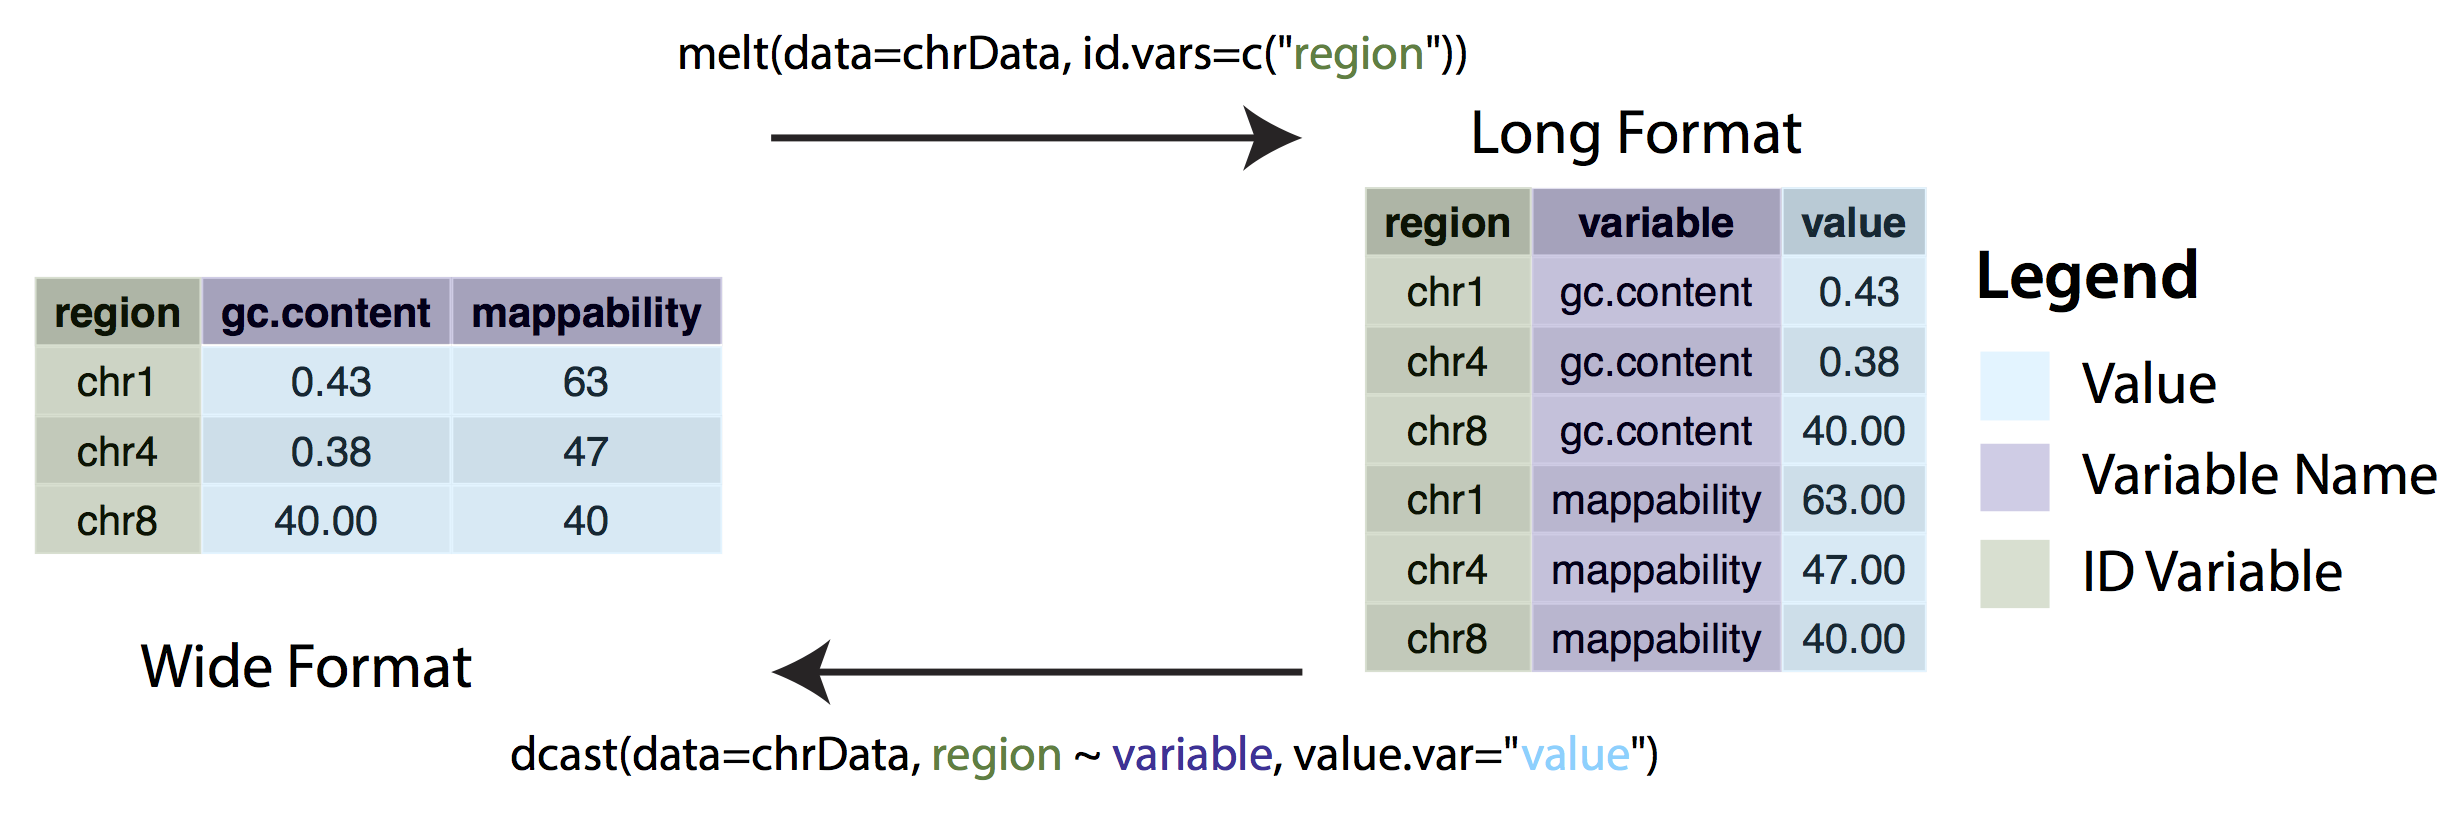 melt(data=chrData, id.vars=c("region"))
Long Format
region variable value
chr1 gc.content 0.43
chr4 gc.content 0.38
chr8 gc.content 40.00
chr1 mappability 63.00
chr4 mappability 47.00
chr8 mappability 40.00
region gc.content mappability
chr1 0.43 63
chr4 0.38 47
chr8 40.00 40
Wide Format
Legend
Value
Variable Name
ID Variable
dcast(data=chrData, region ~ variable, value.var="value")